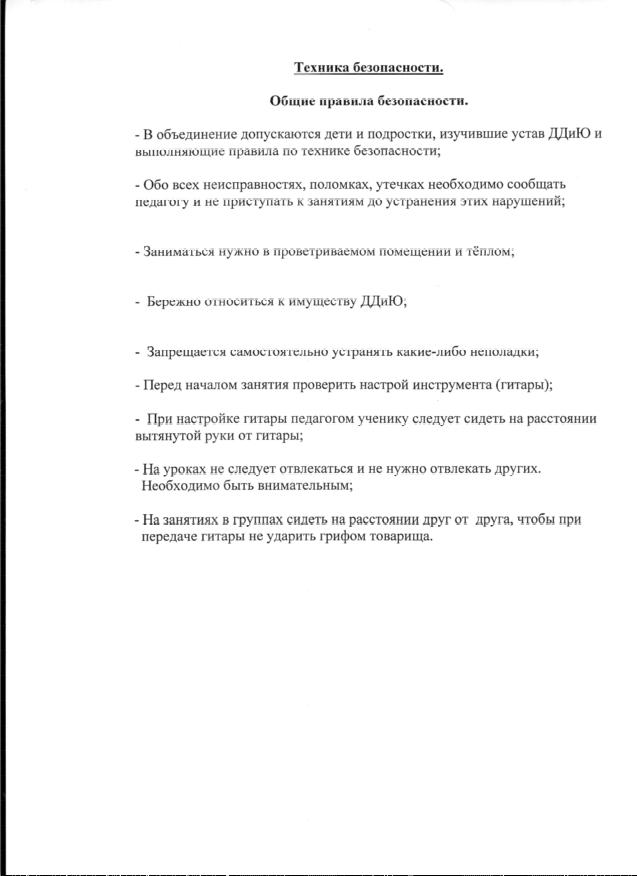 Техника безопасности.
Общие правила безопасности.
- В объединение допускаются дети и подростки, изучившие устав ДДиЮ и
выполняющие правила по технике безопасности;
- Обо всех неисправностях, поломках, утечках необходимо сообщать
педагогу и не приступать к занятиям до устранения этих нарушений;
- Заниматься нужно в проветриваемом помещении и тёплом;
- Бережно относиться к имуществу ДДиЮ;
- Запрещается самостоятельно устранять какие-либо неполадки;
- Перед началом занятия проверить настрой инструмента (гитары);
- При настройке гитары педагогом ученику следует сидеть на расстоянии
вытянутой руки от гитары;
- На уроках не следует отвлекаться и не нужно отвлекать других.
Необходимо быть внимательным;
- На занятиях в группах сидеть на расстоянии друг от друга, чтобы при
передаче гитары не ударить грифом товарища.